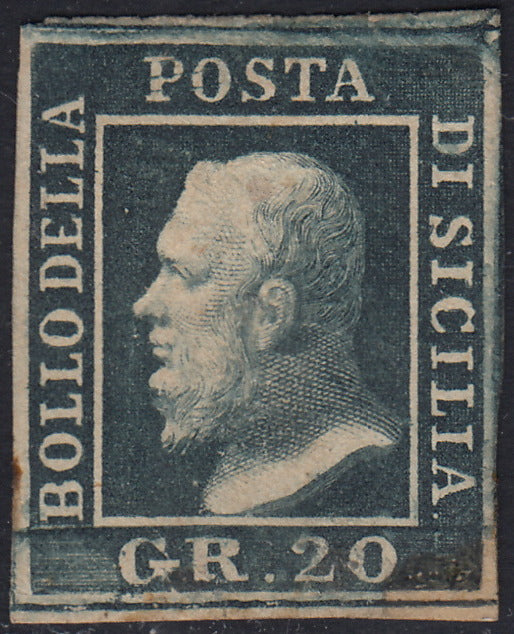 BOLLO DELLA
POSTA
DI SICILIA.
GR. 20